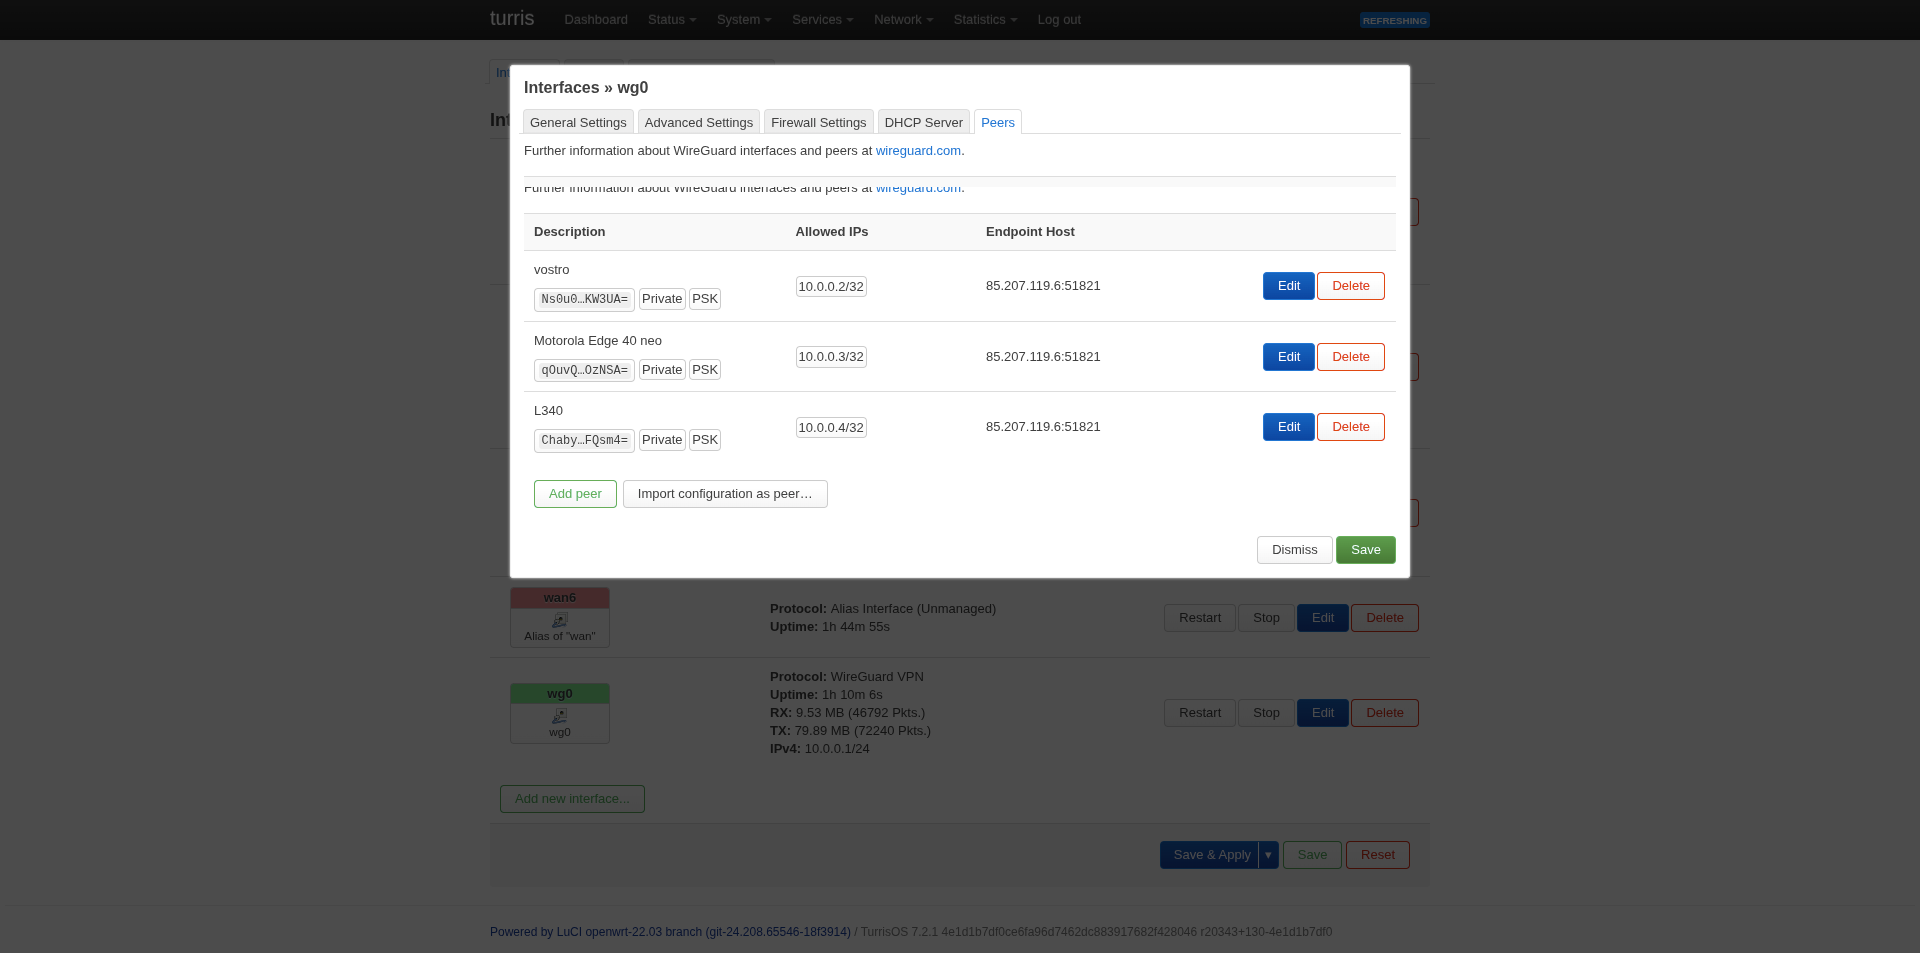 turris Dashboard Status System Services Network Statistics Log out REFRESHING
Interfaces » wg0
General Settings Advanced Settings Firewall Settings DHCP Server Peers
Further information about WireGuard interfaces and peers at wireguard.com.
Further information about WireGuard interfaces and peers at wireguard.com.
Description Allowed IPs Endpoint Host
vostro
Ns0u0…KW3UA= Private PSK 10.0.0.2/32 85.207.119.6:51821 Edit Delete
Motorola Edge 40 neo
qOuvQ…OzNSA= Private PSK 10.0.0.3/32 85.207.119.6:51821 Edit Delete
L340
Chaby…FQsm4= Private PSK 10.0.0.4/32 85.207.119.6:51821 Edit Delete
Add peer Import configuration as peer…
Dismiss Save
wan6
Alias of "wan"
Protocol: Alias Interface (Unmanaged)
Uptime: 1h 44m 55s
Restart Stop Edit Delete
wg0
wg0
Protocol: WireGuard VPN
Uptime: 1h 10m 6s
RX: 9.53 MB (46792 Pkts.)
TX: 79.89 MB (72240 Pkts.)
IPv4: 10.0.0.1/24
Restart Stop Edit Delete
Add new interface...
Save & Apply ▾ Save Reset
Powered by LuCI openwrt-22.03 branch (git-24.208.65546-18f3914) / TurrisOS 7.2.1 4e1d1b7df0ce6fa96d7462dc883917682f428046 r20343+130-4e1d1b7df0